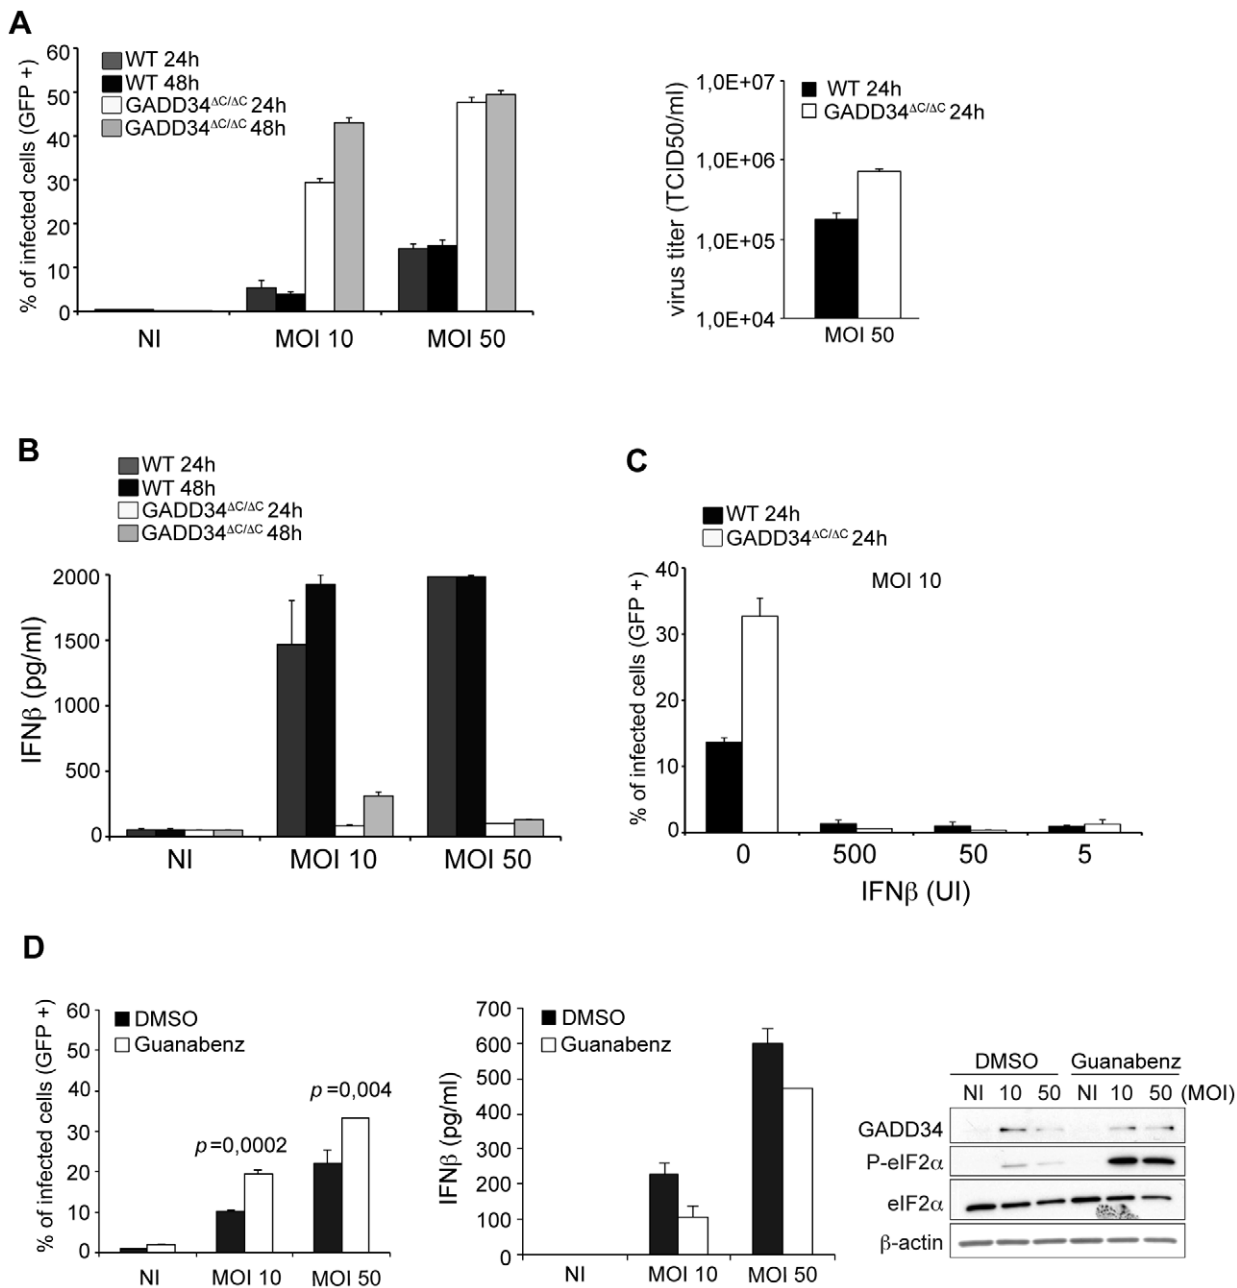 A
60
50
40
30
20
10
0
% of infected cells (GFP +)
WT 24h
WT 48h
GADD34ΔC/ΔC 24h
GADD34ΔC/ΔC 48h
NI MOI 10 MOI 50
1,0E+07
1,0E+06
1,0E+05
1,0E+04
virus titer (TCID50/ml)
WT 24h
GADD34ΔC/ΔC 24h
MOI 50
B
WT 24h
WT 48h
GADD34ΔC/ΔC 24h
GADD34ΔC/ΔC 48h
2000
1500
1000
500
0
IFNβ (pg/ml)
NI MOI 10 MOI 50
C
WT 24h
GADD34ΔC/ΔC 24h
MOI 10
40
30
20
10
0
% of infected cells (GFP +)
0 500 50 5
IFNβ (UI)
D
60
50
40
30
20
10
0
% of infected cells (GFP +)
DMSO
Guanabenz
p=0,0002
p=0,004
NI MOI 10 MOI 50
700
600
500
400
300
200
100
0
IFNβ (pg/ml)
DMSO
Guanabenz
NI MOI 10 MOI 50
DMSO Guanabenz
NI 10 50 NI 10 50 (MOI)
GADD34
P-eIF2α
eIF2α
β-actin